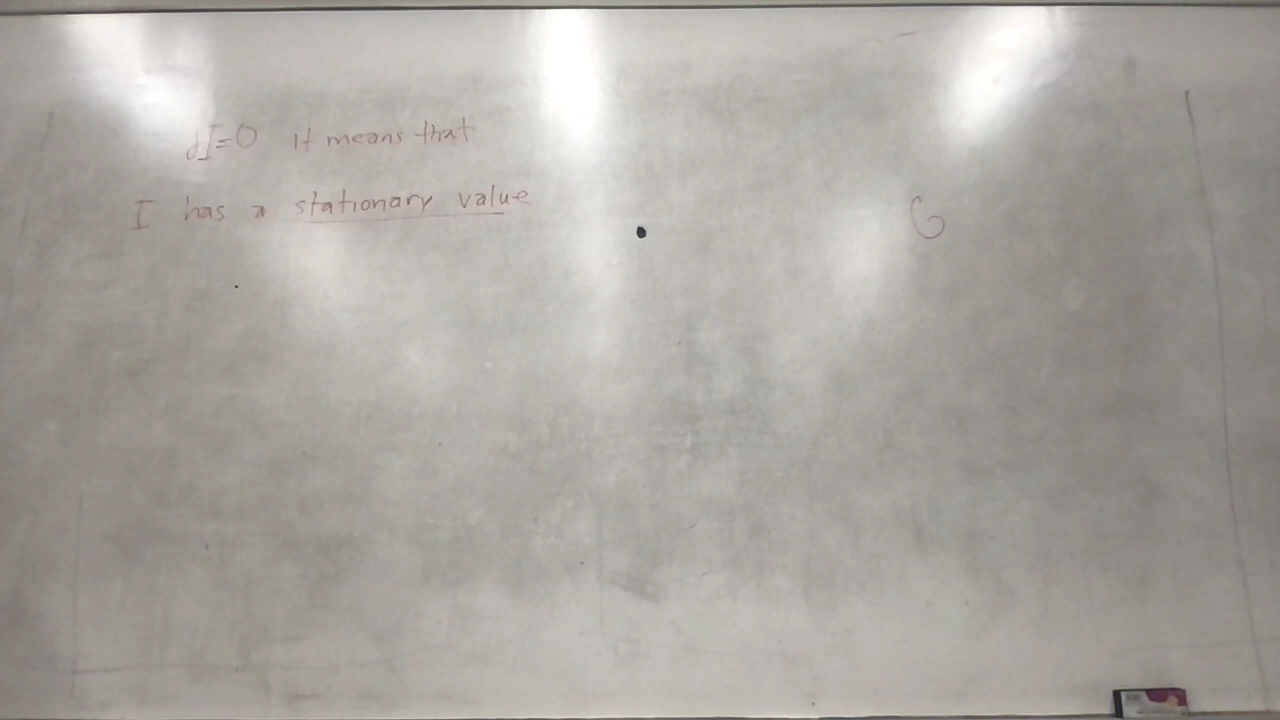 dI=0 It means that
I has a stationary value
G